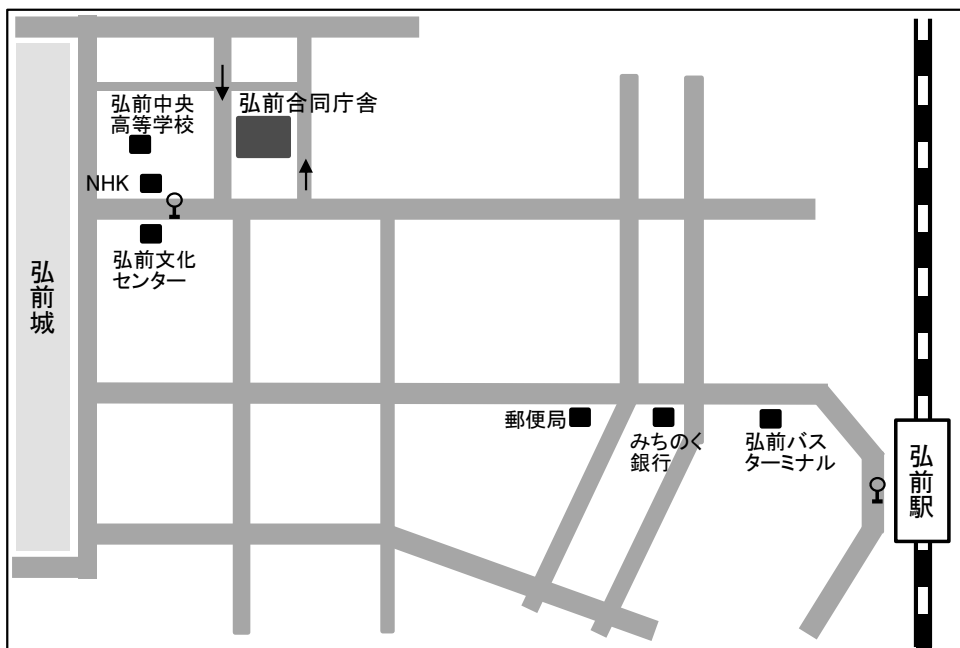 弘前中央
高等学校
弘前合同庁舎
NHK
弘前文化
センター
弘前城
郵便局
みちのく
銀行
弘前バス
ターミナル
弘前駅